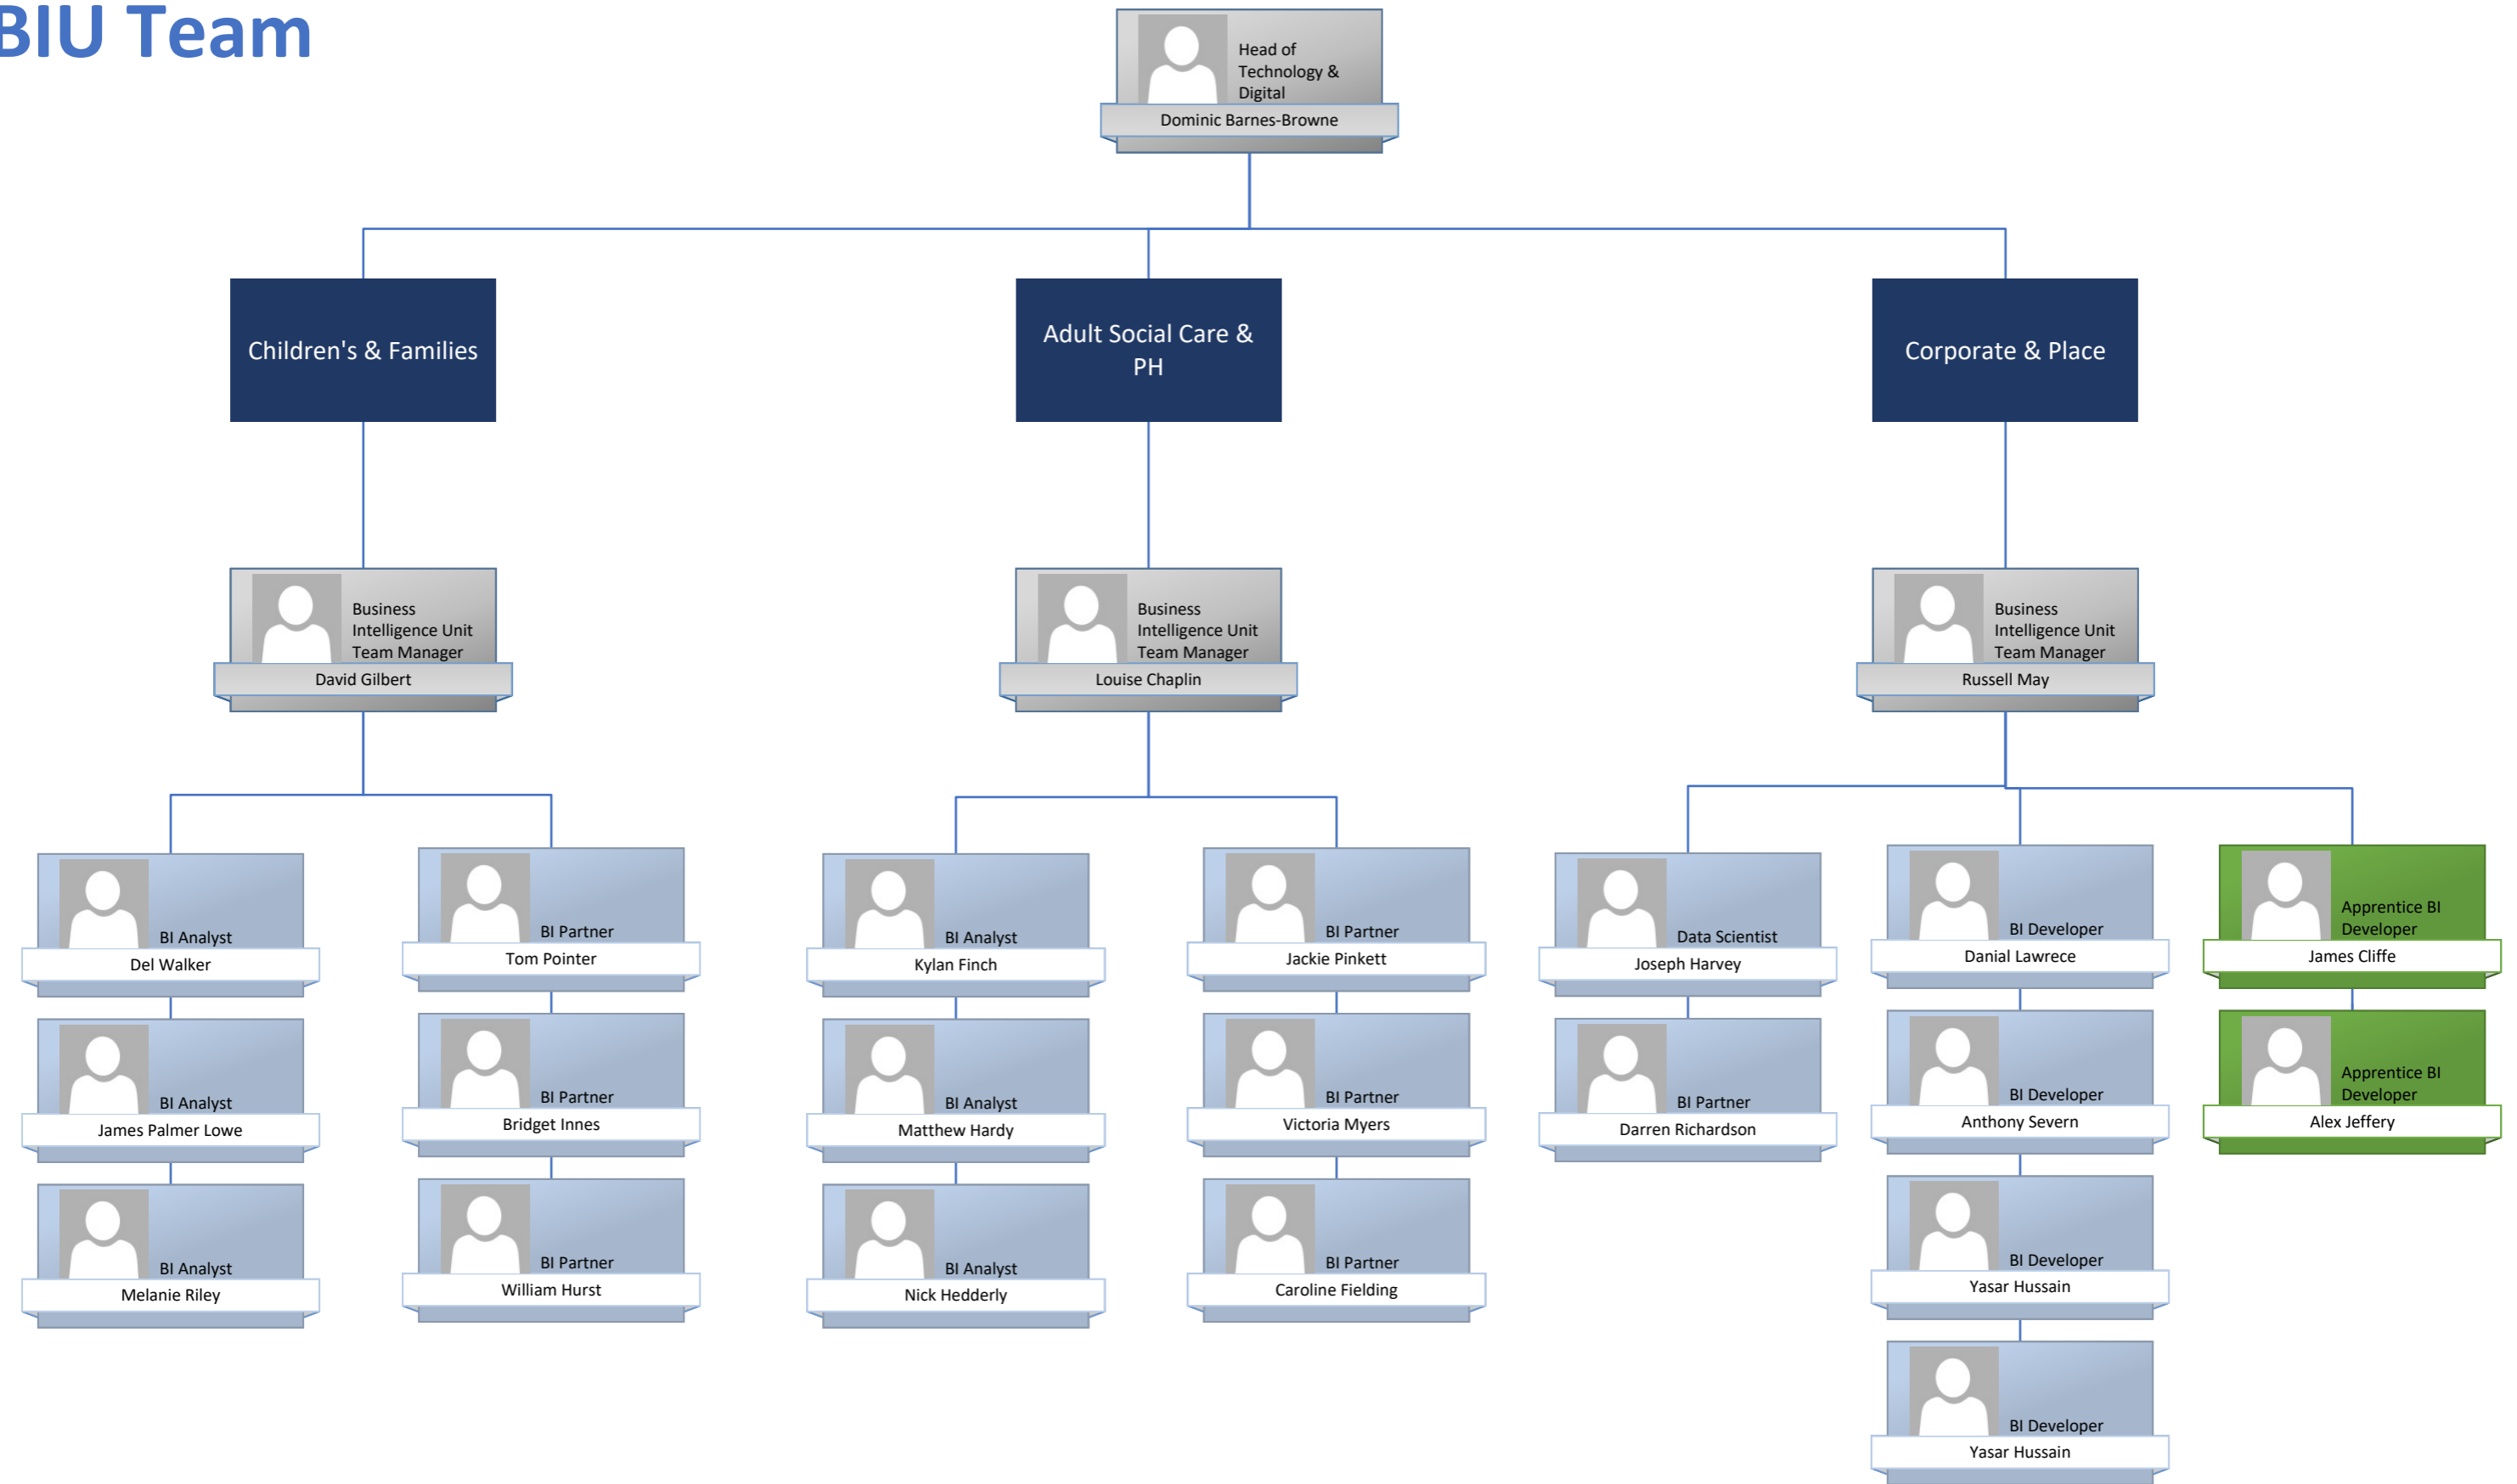 BIU Team
Head of
Technology &
Digital
Dominic Barnes-Browne
Children's & Families
Adult Social Care &
PH
Corporate & Place
Business
Intelligence Unit
Team Manager
David Gilbert
Business
Intelligence Unit
Team Manager
Louise Chaplin
Business
Intelligence Unit
Team Manager
Russell May
BI Analyst
Del Walker
BI Partner
Tom Pointer
BI Analyst
Kylan Finch
BI Partner
Jackie Pinkett
Data Scientist
Joseph Harvey
BI Developer
Danial Lawrece
Apprentice BI
Developer
James Cliffe
BI Analyst
James Palmer Lowe
BI Partner
Bridget Innes
BI Analyst
Matthew Hardy
BI Partner
Victoria Myers
BI Partner
Darren Richardson
BI Developer
Anthony Severn
Apprentice BI
Developer
Alex Jeffery
BI Analyst
Melanie Riley
BI Partner
William Hurst
BI Analyst
Nick Hedderly
BI Partner
Caroline Fielding
BI Developer
Yasar Hussain
BI Developer
Yasar Hussain